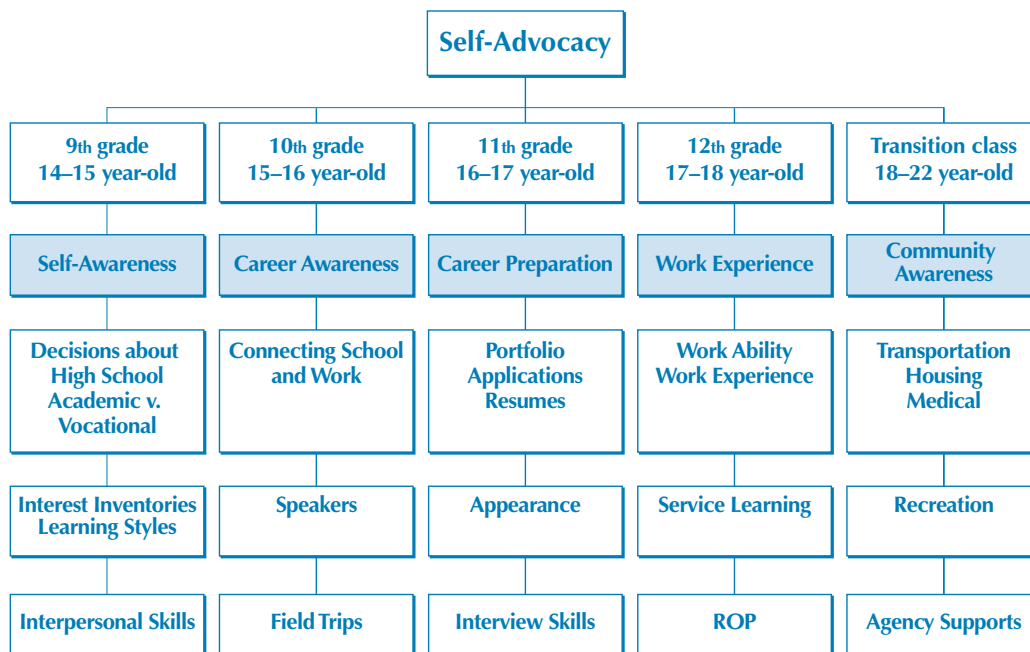 Self-Advocacy
9th grade
14–15 year-old
10th grade
15–16 year-old
11th grade
16–17 year-old
12th grade
17–18 year-old
Transition class
18–22 year-old
Self-Awareness
Career Awareness
Career Preparation
Work Experience
Community
Awareness
Decisions about
High School
Academic v.
Vocational
Connecting School
and Work
Portfolio
Applications
Resumes
Work Ability
Work Experience
Transportation
Housing
Medical
Interest Inventories
Learning Styles
Speakers
Appearance
Service Learning
Recreation
Interpersonal Skills
Field Trips
Interview Skills
ROP
Agency Supports